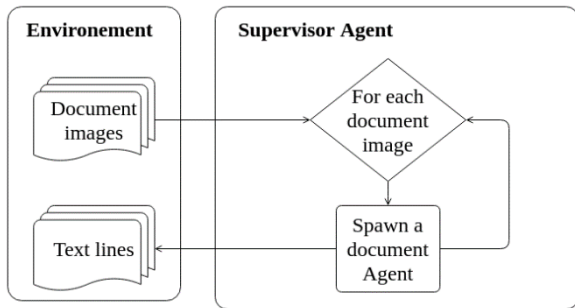 Environement
Supervisor Agent
Document
images
For each
document
image
Text lines
Spawn a
document
Agent